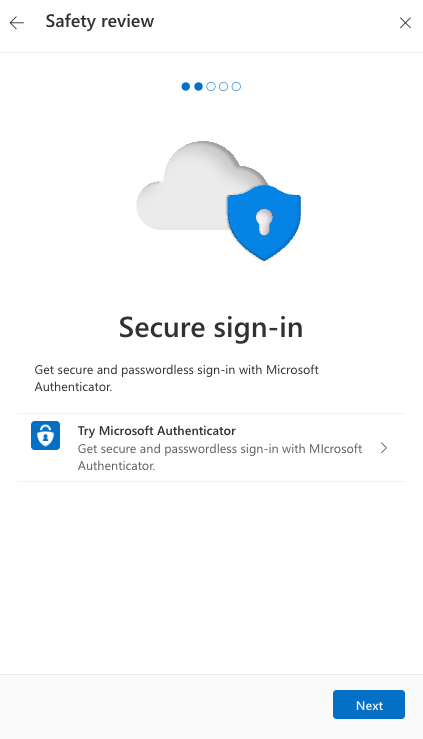 Safety review
Secure sign-in
Get secure and passwordless sign-in with Microsoft
Authenticator.
Try Microsoft Authenticator
Get secure and passwordless sign-in with MIcrosoft
Authenticator.
Next